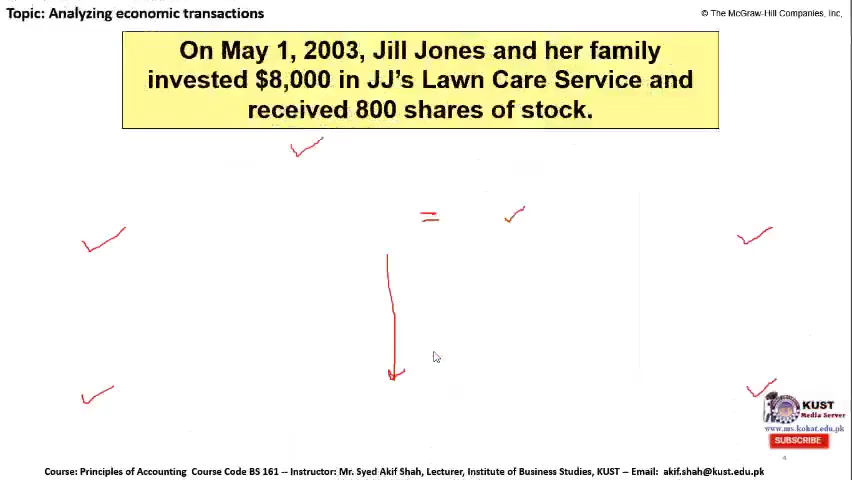 Topic: Analyzing economic transactions
© The McGraw-Hill Companies, Inc,
On May 1, 2003, Jill Jones and her family
invested $8,000 in JJ's Lawn Care Service and
received 800 shares of stock.
=
KUST
Media Server
www.ms.kohat.edu.pk
SUBSCRIBE
4
Course: Principles of Accounting Course Code BS 161 -- Instructor: Mr. Syed Akif Shah, Lecturer, Institute of Business Studies, KUST -- Email: akif.shah@kust.edu.pk